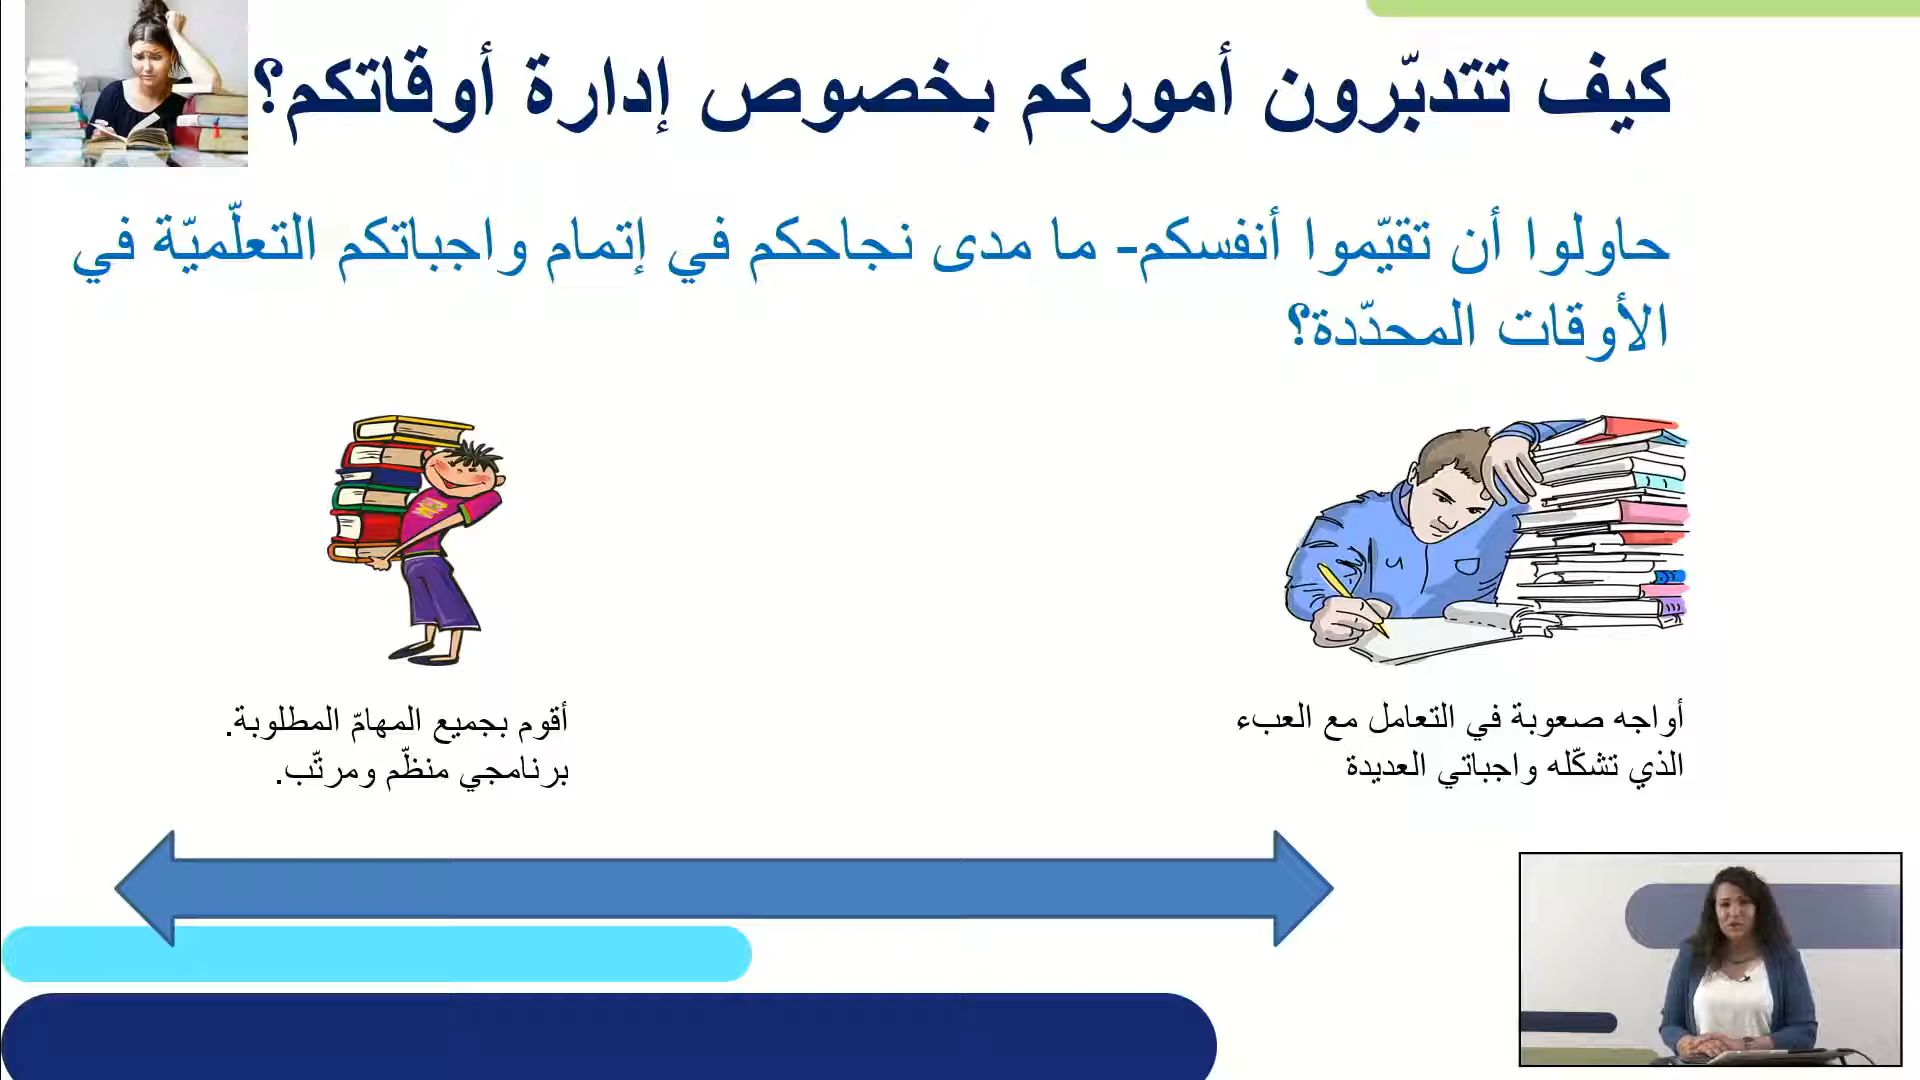 كيف تتدبّرون أموركم بخصوص إدارة أوقاتكم؟
حاولوا أن تقيّموا أنفسكم- ما مدى نجاحكم في إتمام واجباتكم التعلّميّة في
الأوقات المحدّدة؟
أواجه صعوبة في التعامل مع العبء
الذي تشكّله واجباتي العديدة
أقوم بجميع المهامّ المطلوبة.
برنامجي منظّم ومرتّب.